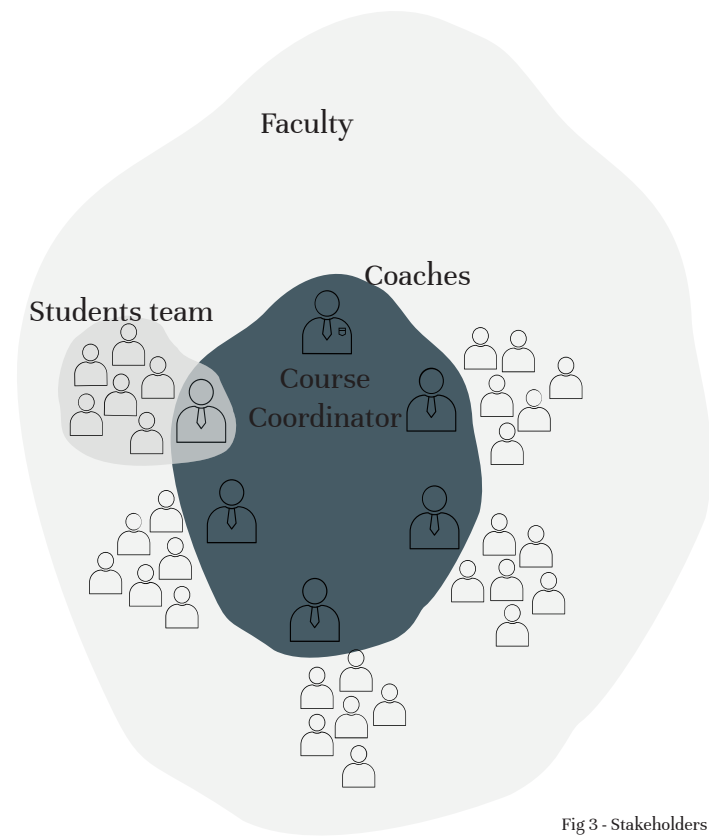 Faculty
Coaches
Students team
Course
Coordinator
Fig 3 - Stakeholders